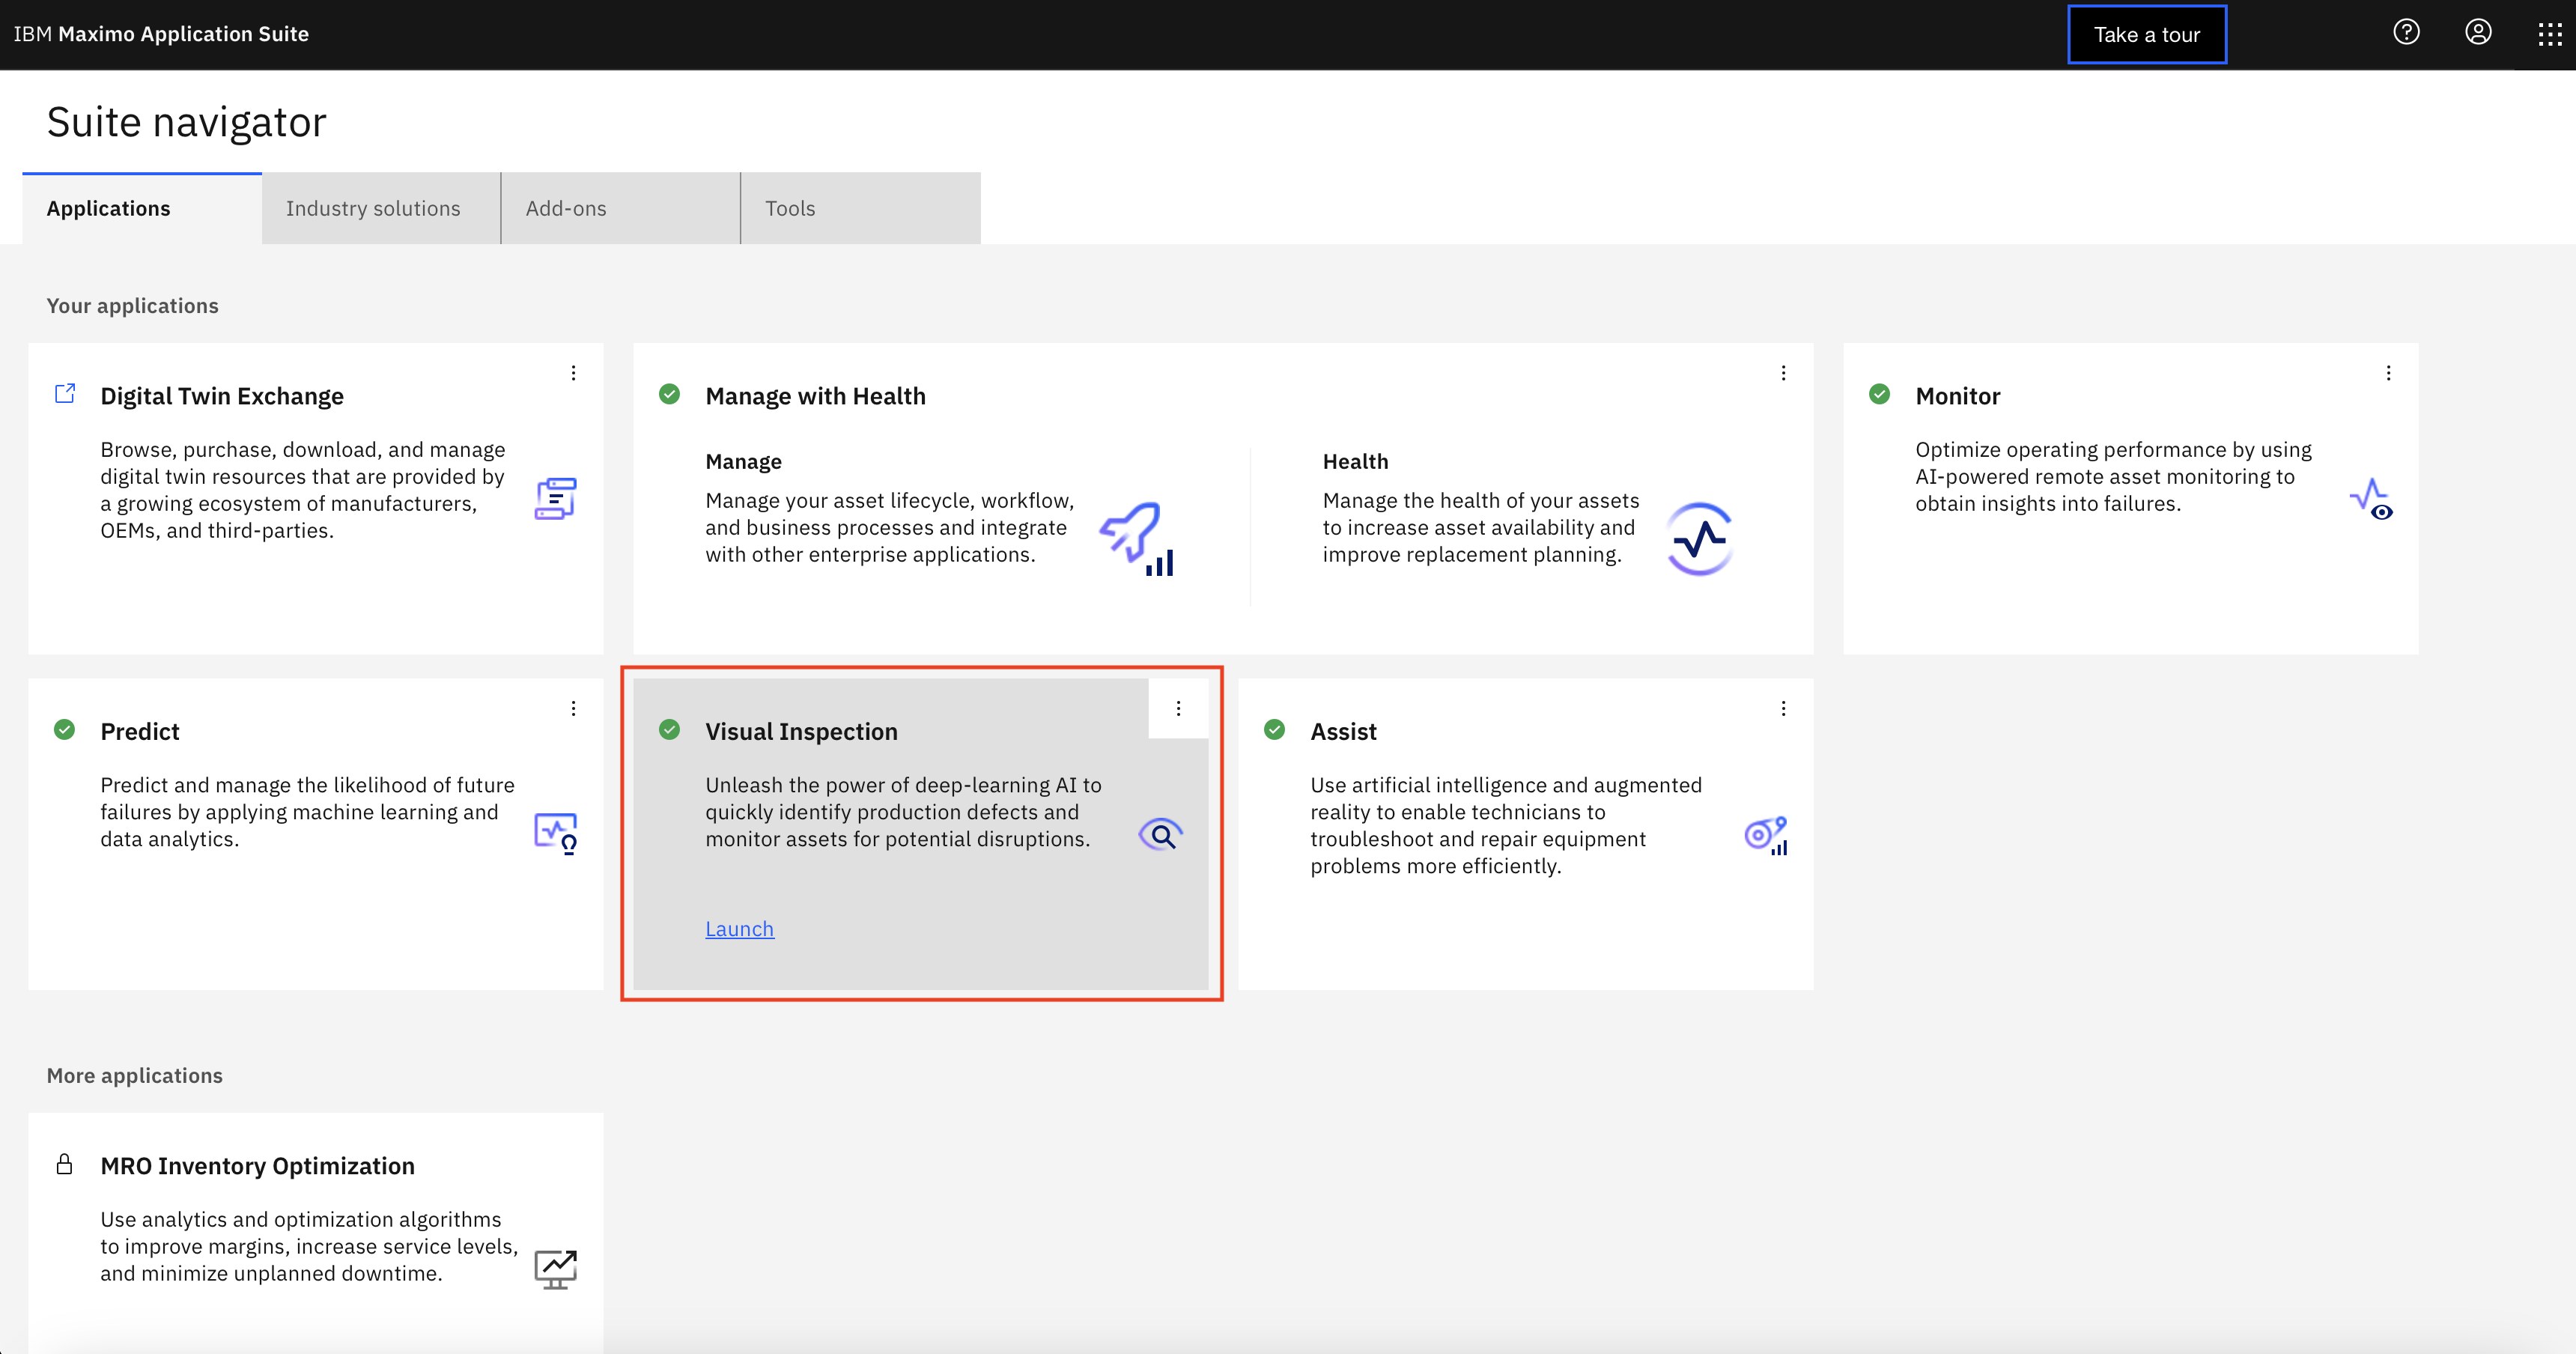 IBM Maximo Application Suite
Take a tour
Suite navigator
Applications
Industry solutions
Add-ons
Tools
Your applications
Digital Twin Exchange
Browse, purchase, download, and manage
digital twin resources that are provided by
a growing ecosystem of manufacturers,
OEMs, and third-parties.
Manage with Health
Manage
Manage your asset lifecycle, workflow,
and business processes and integrate
with other enterprise applications.
Health
Manage the health of your assets
to increase asset availability and
improve replacement planning.
Monitor
Optimize operating performance by using
AI-powered remote asset monitoring to
obtain insights into failures.
Predict
Predict and manage the likelihood of future
failures by applying machine learning and
data analytics.
Visual Inspection
Unleash the power of deep-learning AI to
quickly identify production defects and
monitor assets for potential disruptions.
Launch
Assist
Use artificial intelligence and augmented
reality to enable technicians to
troubleshoot and repair equipment
problems more efficiently.
More applications
MRO Inventory Optimization
Use analytics and optimization algorithms
to improve margins, increase service levels,
and minimize unplanned downtime.